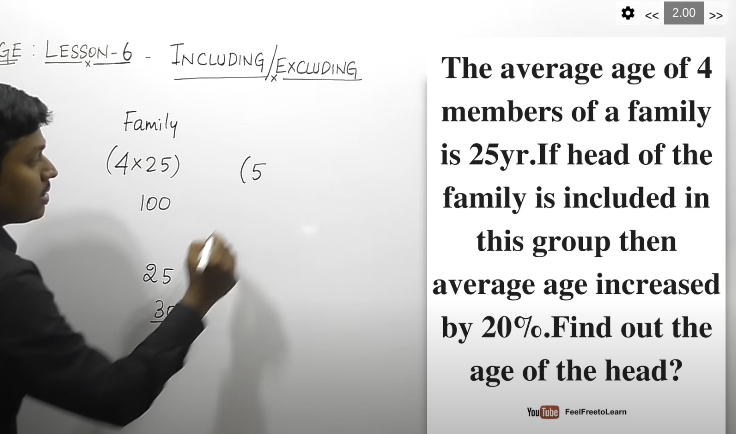 GE : LESSON-6 - INCLUDING/EXCLUDING
Family
(4×25) (5
100
25
<< 2.00 >>
The average age of 4
members of a family
is 25yr.If head of the
family is included in
this group then
average age increased
by 20%.Find out the
age of the head?
YouTube FeelFreetoLearn